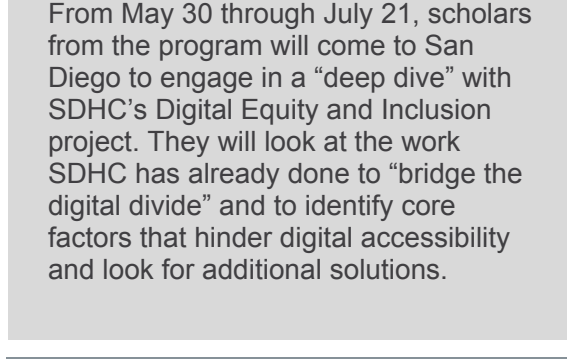 From May 30 through July 21, scholars
from the program will come to San
Diego to engage in a “deep dive” with
SDHC’s Digital Equity and Inclusion
project. They will look at the work
SDHC has already done to “bridge the
digital divide” and to identify core
factors that hinder digital accessibility
and look for additional solutions.